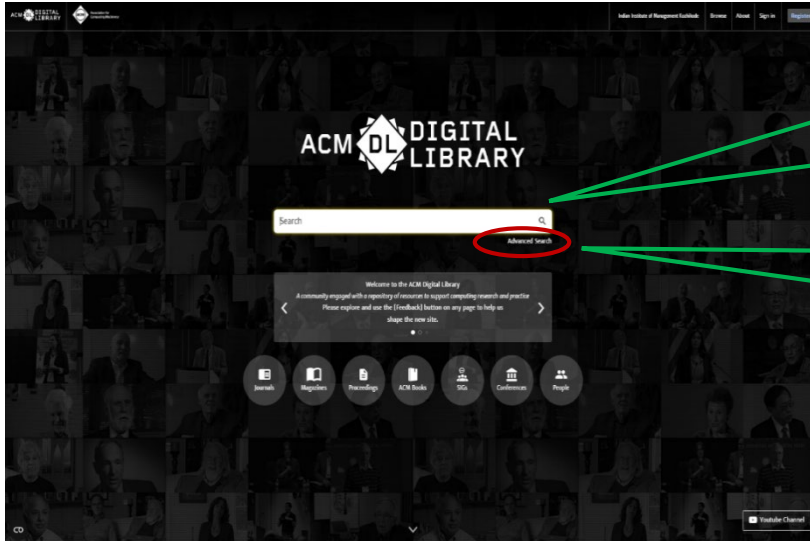 ACM DL DIGITAL LIBRARY
Indian Institute of Management Kozhikode Browse About Sign in Register
ACM DL DIGITAL
LIBRARY
Search
Advanced Search
Welcome to the ACM Digital Library
A community engaged with a repository of resources to support computing research and practice
Please explore and use the [Feedback] button on any page to help us
shape the new site.
Journals Magazines Proceedings ACM Books SIGs Conferences People
Youtube Channel